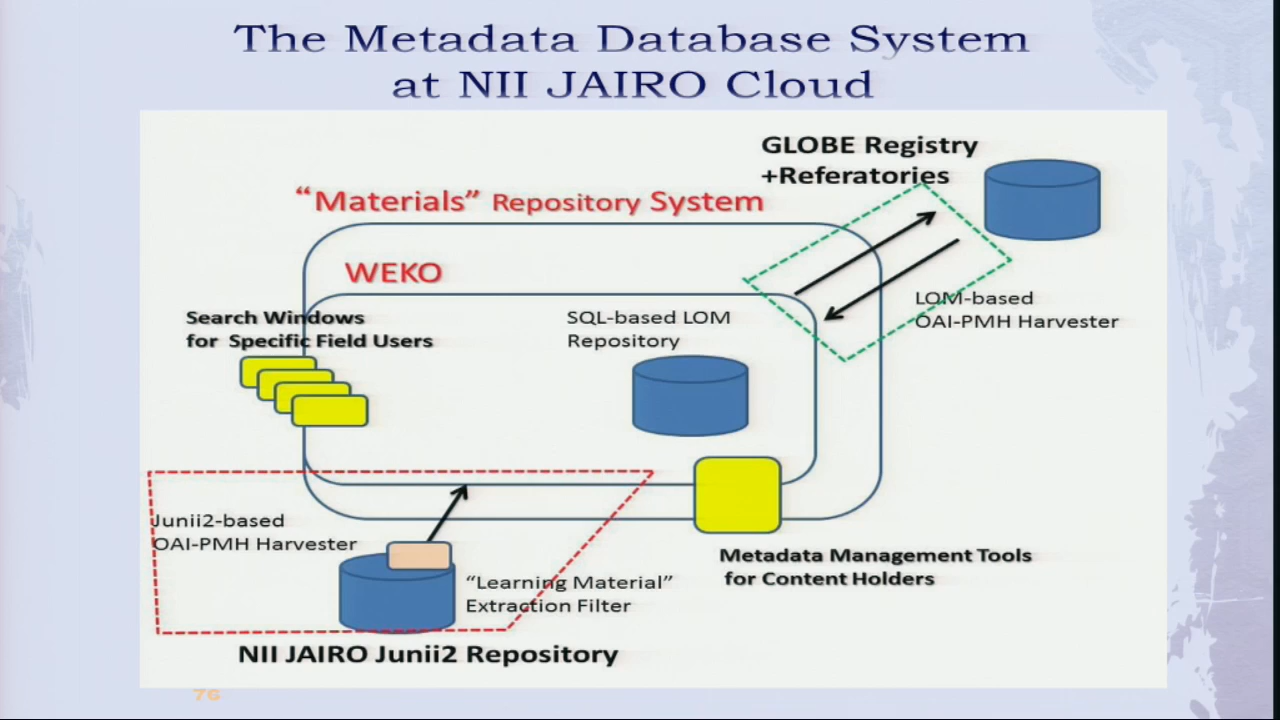 The Metadata Database System
at NII JAIRO Cloud
GLOBE Registry
+Referatories
“Materials” Repository System
WEKO
LOM-based
OAI-PMH Harvester
Search Windows
for Specific Field Users
SQL-based LOM
Repository
Junii2-based
OAI-PMH Harvester
Metadata Management Tools
for Content Holders
“Learning Material”
Extraction Filter
NII JAIRO Junii2 Repository
76